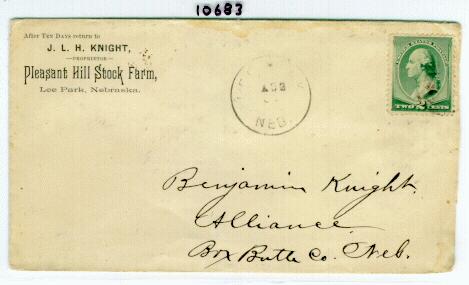 10683
After Ten Days return to
J. L. H. KNIGHT,
PROPRIETOR
Pleasant Hill Stock Farm,
Lee Park, Nebraska.
NEB.
TWO 2 CENTS
Benjamin Knight.
Alliance
Box Butte Co. Neb.